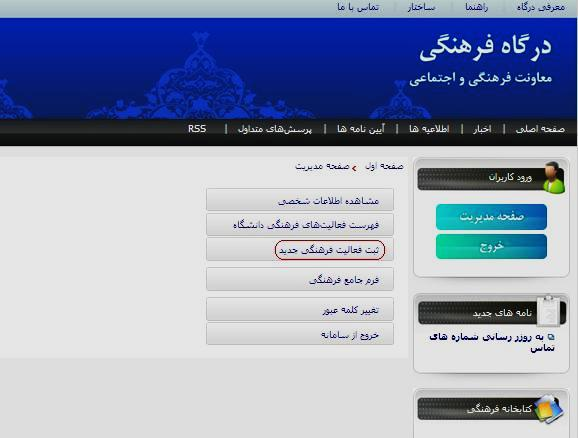 معرفی درگاه | راهنما | ساختار | تماس با ما
درگاه فرهنگی
معاونت فرهنگی و اجتماعی
صفحه اصلی | اخبار | اطلاعیه ها | آیین نامه ها | پرسش‌های متداول | RSS
ورود کاربران
صفحه مدیریت
خروج
نامه های جدید
به روزر رسانی شماره های
تماس
کتابخانه فرهنگی
صفحه اول › صفحه مدیریت
مشاهده اطلاعات شخصی
فهرست فعالیت‌های فرهنگی دانشگاه
ثبت فعالیت فرهنگی جدید
فرم جامع فرهنگی
تغییر کلمه عبور
خروج از سامانه